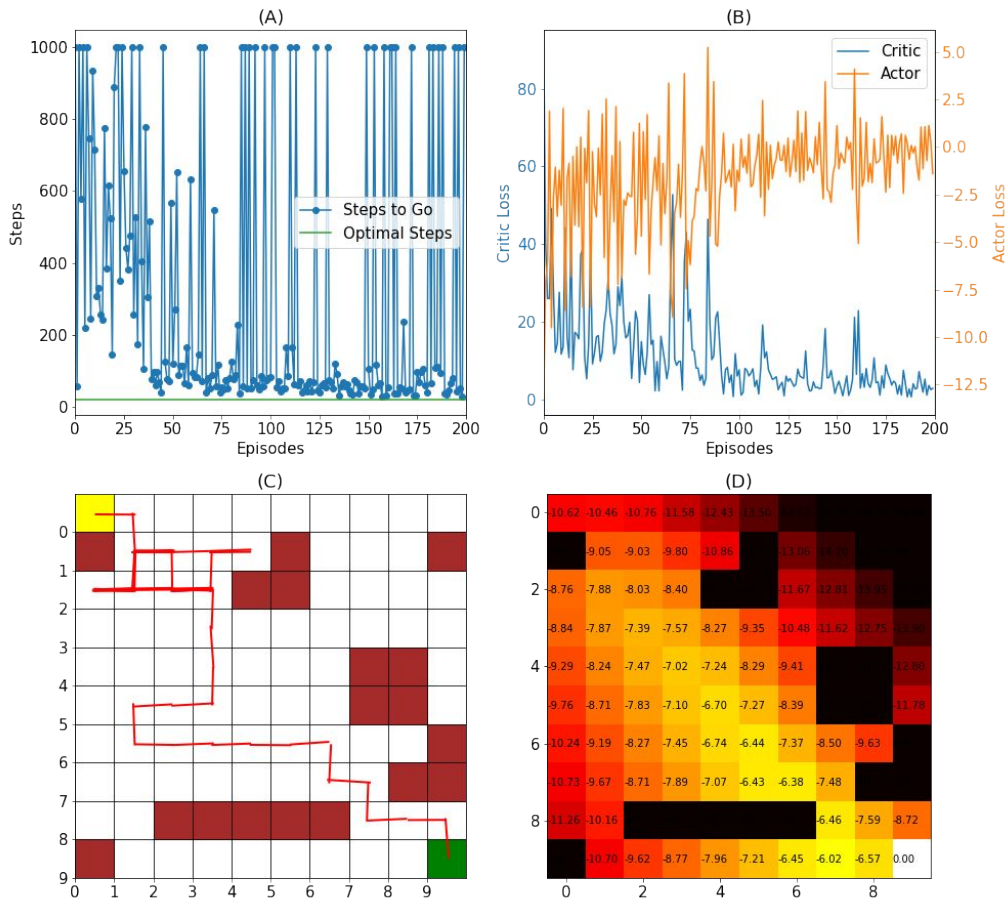 (A)
1000
800
600
400
200
0
Steps
Steps to Go
Optimal Steps
0 25 50 75 100 125 150 175 200
Episodes
(B)
80
60
40
20
0
Critic Loss
Critic
Actor
5.0
2.5
0.0
-2.5
-5.0
-7.5
-10.0
-12.5
Actor Loss
0 25 50 75 100 125 150 175 200
Episodes
(C)
0
1
2
3
4
5
6
7
8
9
0 1 2 3 4 5 6 7 8 9
(D)
0 -10.62 -10.46 -10.76 -11.58 -12.43
-9.05 -9.03 -9.80 -10.86 -13.06
2 -8.76 -7.88 -8.03 -8.40 -11.67 -12.81
-8.84 -7.87 -7.39 -7.57 -8.27 -9.35 -10.48 -11.62 -12.75
4 -9.29 -8.24 -7.47 -7.02 -7.24 -8.29 -9.41
-9.76 -8.71 -7.83 -7.10 -6.70 -7.27 -8.39 -11.78
6 -10.24 -9.19 -8.27 -7.45 -6.74 -6.44 -7.37 -8.50 -9.63
-10.73 -9.67 -8.71 -7.89 -7.07 -6.43 -6.38 -7.48
8 -11.26 -10.16 -6.46 -7.59 -8.72
-10.70 -9.62 -8.77 -7.96 -7.21 -6.45 -6.02 -6.57 0.00
0 2 4 6 8